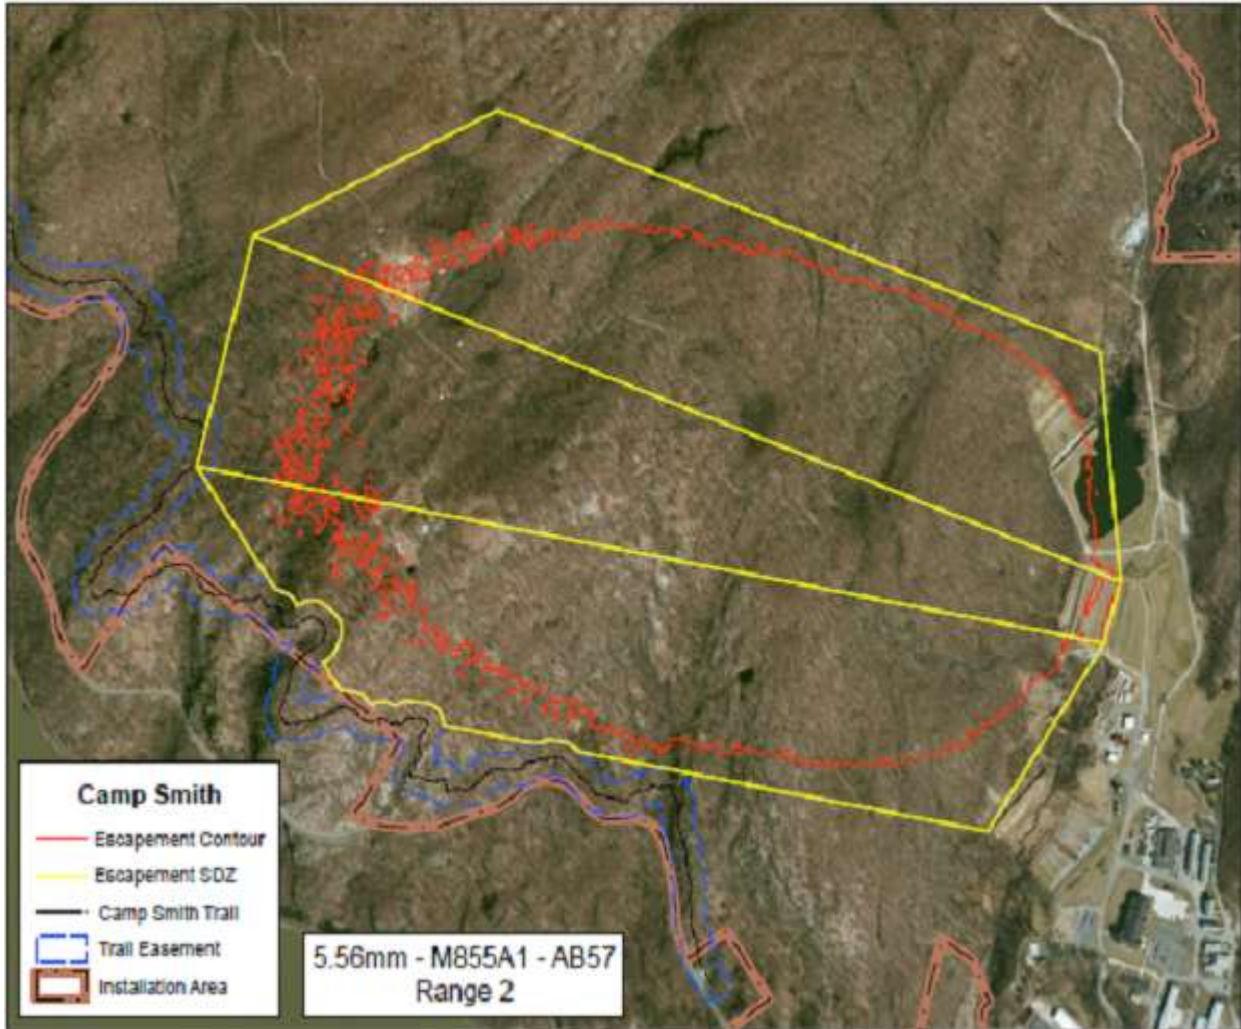 Camp Smith
Escapement Contour
Escapement SDZ
Camp Smith Trail
Trail Easement
Installation Area
5.56mm - M855A1 - AB57
Range 2